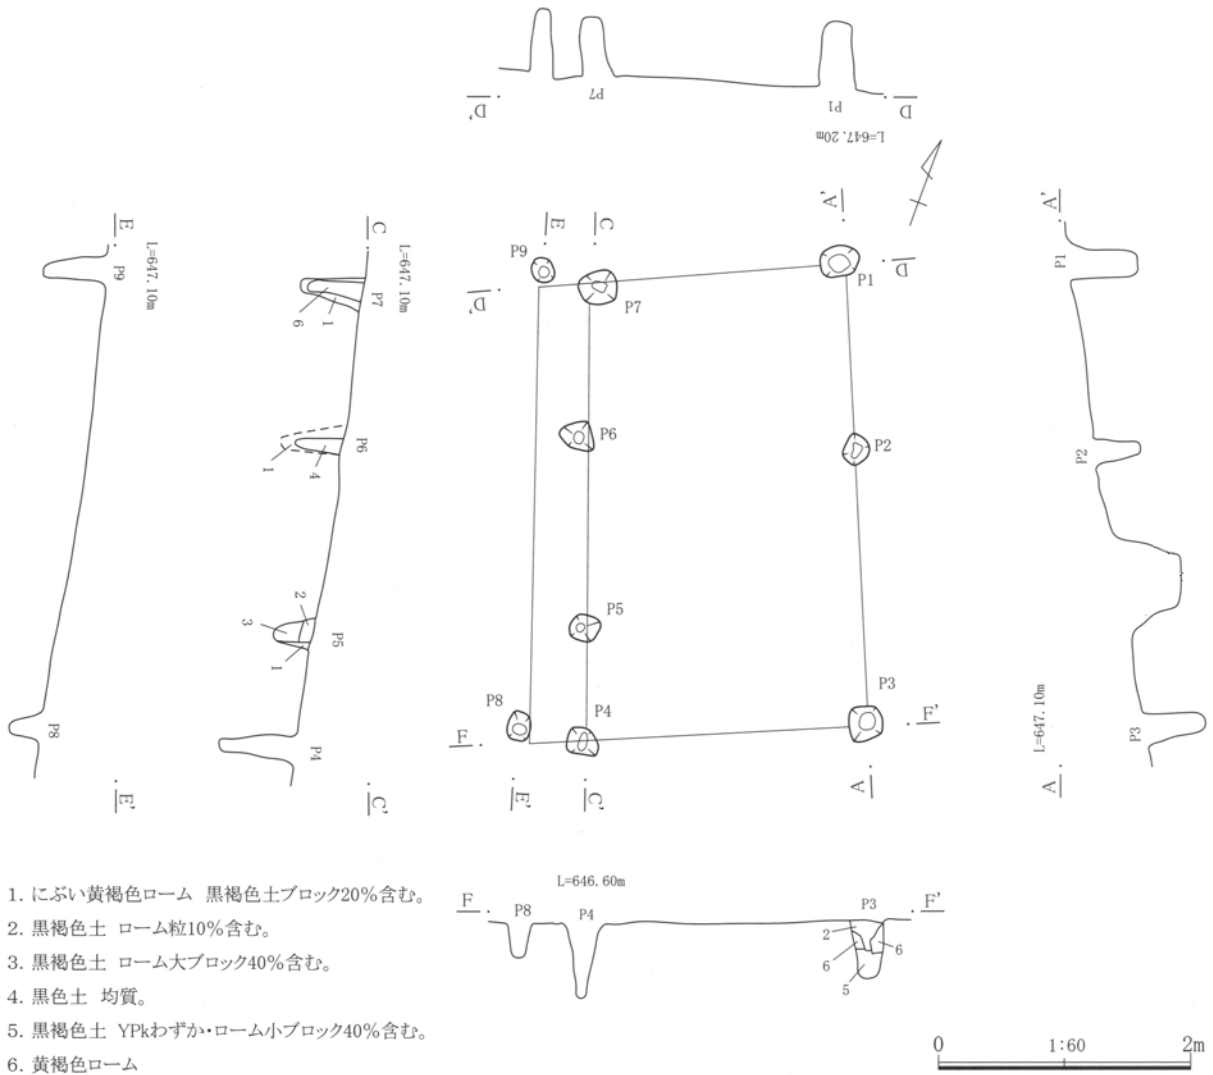 P7
P1
D'
D
L=647.20m
E
P9
L=647.10m
C
P7
L=647.10m
6
1
P6
1
4
2
3
P5
1
P8
P4
E'
C'
E
C
A'
P9
D'
P7
P1
D
P6
P2
P5
P8
P4
P3
F
F'
E'
C'
A
A'
P1
P2
L=647.10m
P3
A
L=646.60m
F
P8
P4
P3
F'
2
6
6
5
1. にぶい黄褐色ローム 黒褐色土ブロック20%含む。
2. 黒褐色土 ローム粒10%含む。
3. 黒褐色土 ローム大ブロック40%含む。
4. 黒色土 均質。
5. 黒褐色土 YPkわずか・ローム小ブロック40%含む。
6. 黄褐色ローム
0 1:60 2m